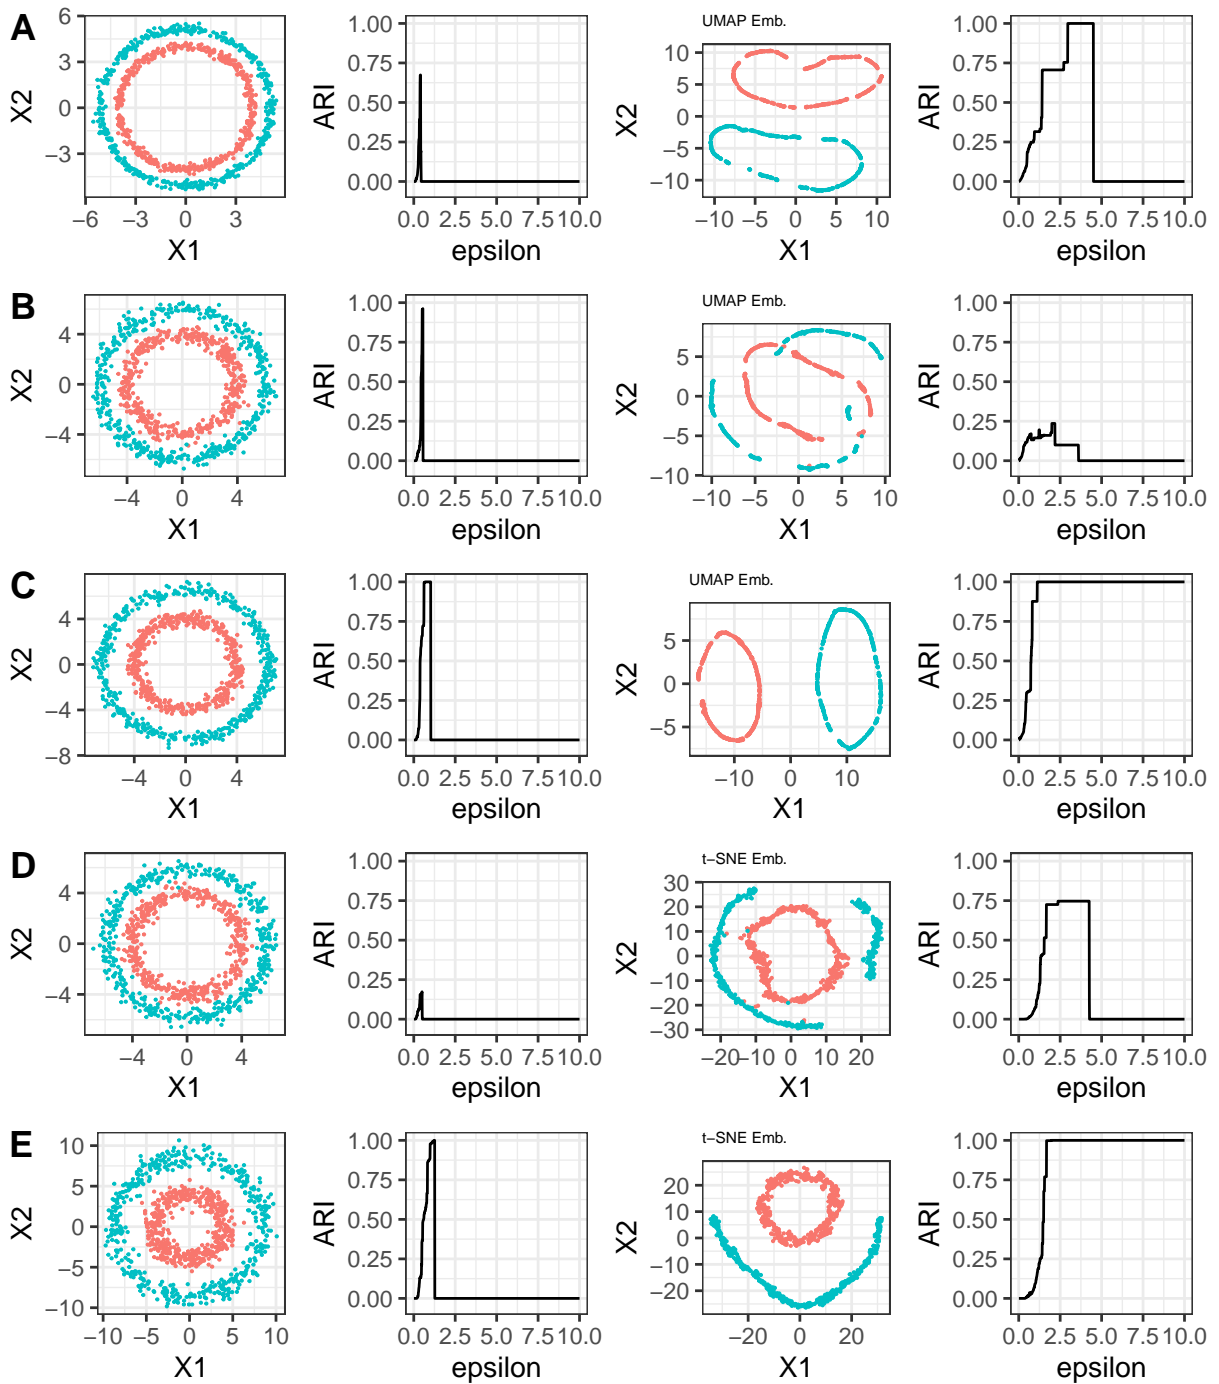 A
X2
6
3
0
−3
−6 −3 0 3
X1
ARI
1.00
0.75
0.50
0.25
0.00
0.0 2.5 5.0 7.5 10.0
epsilon
UMAP Emb.
X2
10
5
0
−5
−10
−10 −5 0 5 10
X1
ARI
1.00
0.75
0.50
0.25
0.00
0.0 2.5 5.0 7.5 10.0
epsilon
B
X2
4
0
−4
−4 0 4
X1
ARI
1.00
0.75
0.50
0.25
0.00
0.0 2.5 5.0 7.5 10.0
epsilon
UMAP Emb.
X2
5
0
−5
−10
−10 −5 0 5 10
X1
ARI
1.00
0.75
0.50
0.25
0.00
0.0 2.5 5.0 7.5 10.0
epsilon
C
X2
4
0
−4
−8
−4 0 4
X1
ARI
1.00
0.75
0.50
0.25
0.00
0.0 2.5 5.0 7.5 10.0
epsilon
UMAP Emb.
X2
5
0
−5
−10 0 10
X1
ARI
1.00
0.75
0.50
0.25
0.00
0.0 2.5 5.0 7.5 10.0
epsilon
D
X2
4
0
−4
−4 0 4
X1
ARI
1.00
0.75
0.50
0.25
0.00
0.0 2.5 5.0 7.5 10.0
epsilon
t−SNE Emb.
X2
30
20
10
0
−10
−20
−30
−20 −10 0 10 20
X1
ARI
1.00
0.75
0.50
0.25
0.00
0.0 2.5 5.0 7.5 10.0
epsilon
E
X2
10
5
0
−5
−10
−10 −5 0 5 10
X1
ARI
1.00
0.75
0.50
0.25
0.00
0.0 2.5 5.0 7.5 10.0
epsilon
t−SNE Emb.
X2
20
10
0
−10
−20
−20 0 20
X1
ARI
1.00
0.75
0.50
0.25
0.00
0.0 2.5 5.0 7.5 10.0
epsilon